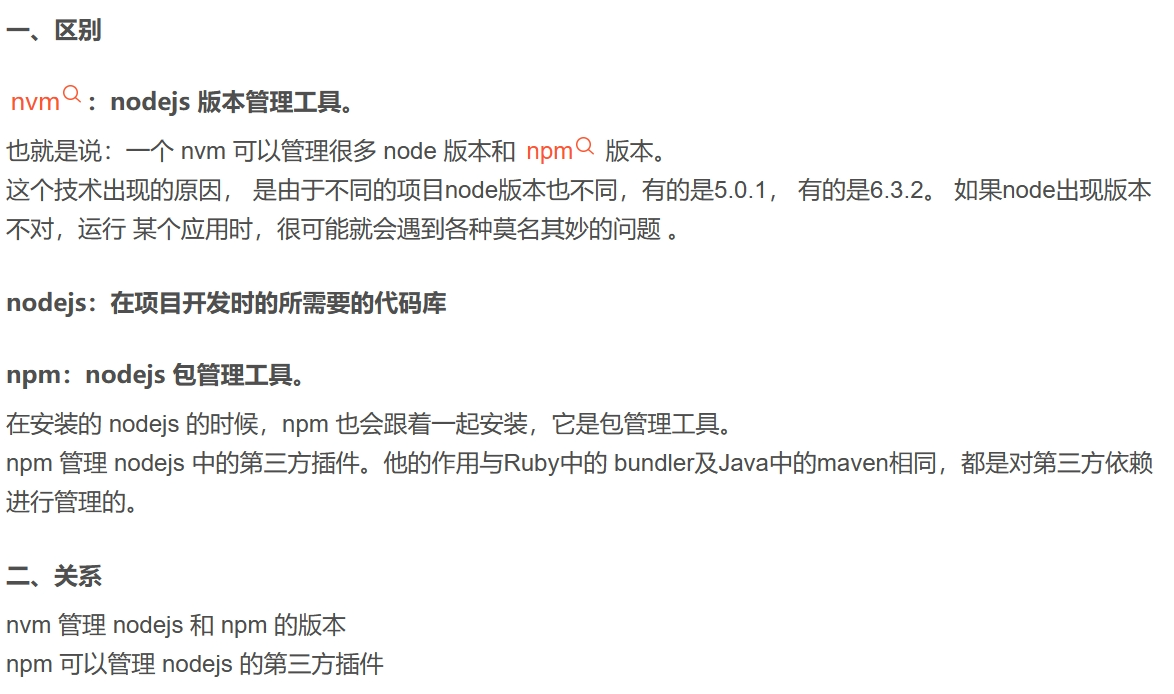 一、区别
nvm：nodejs 版本管理工具。
也就是说：一个 nvm 可以管理很多 node 版本和 npm 版本。
这个技术出现的原因， 是由于不同的项目node版本也不同，有的是5.0.1， 有的是6.3.2。 如果node出现版本
不对，运行 某个应用时，很可能就会遇到各种莫名其妙的问题 。
nodejs：在项目开发时的所需要的代码库
npm：nodejs 包管理工具。
在安装的 nodejs 的时候，npm 也会跟着一起安装，它是包管理工具。
npm 管理 nodejs 中的第三方插件。他的作用与Ruby中的 bundler及Java中的maven相同，都是对第三方依赖
进行管理的。
二、关系
nvm 管理 nodejs 和 npm 的版本
npm 可以管理 nodejs 的第三方插件